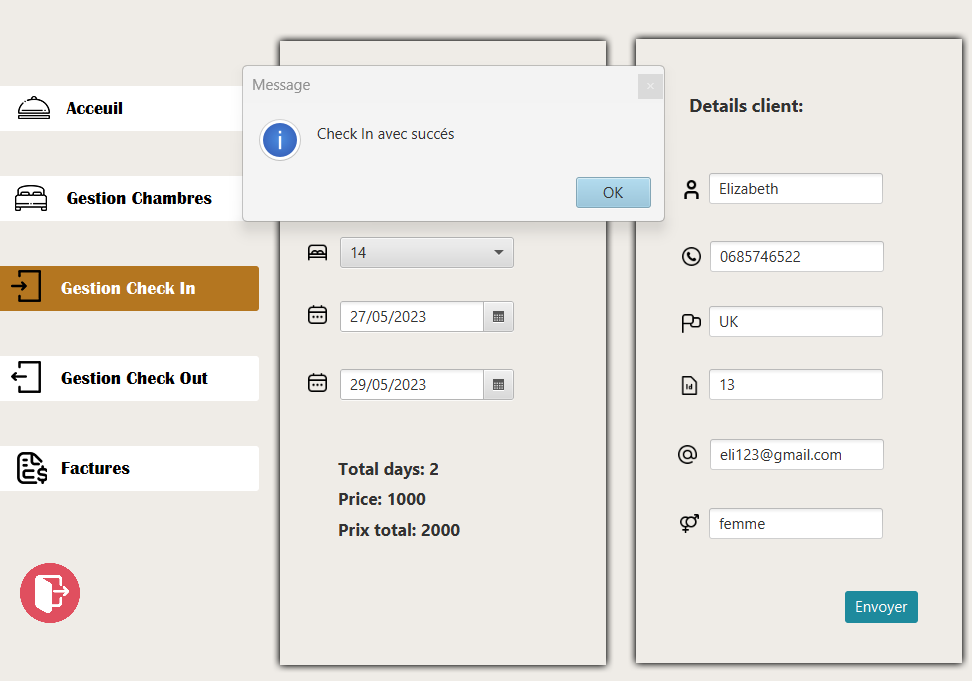 Acceuil
Gestion Chambres
Gestion Check In
Gestion Check Out
Factures
Message
Check In avec succés
OK
14
27/05/2023
29/05/2023
Total days: 2
Price: 1000
Prix total: 2000
Details client:
Elizabeth
0685746522
UK
Id
13
eli123@gmail.com
femme
Envoyer